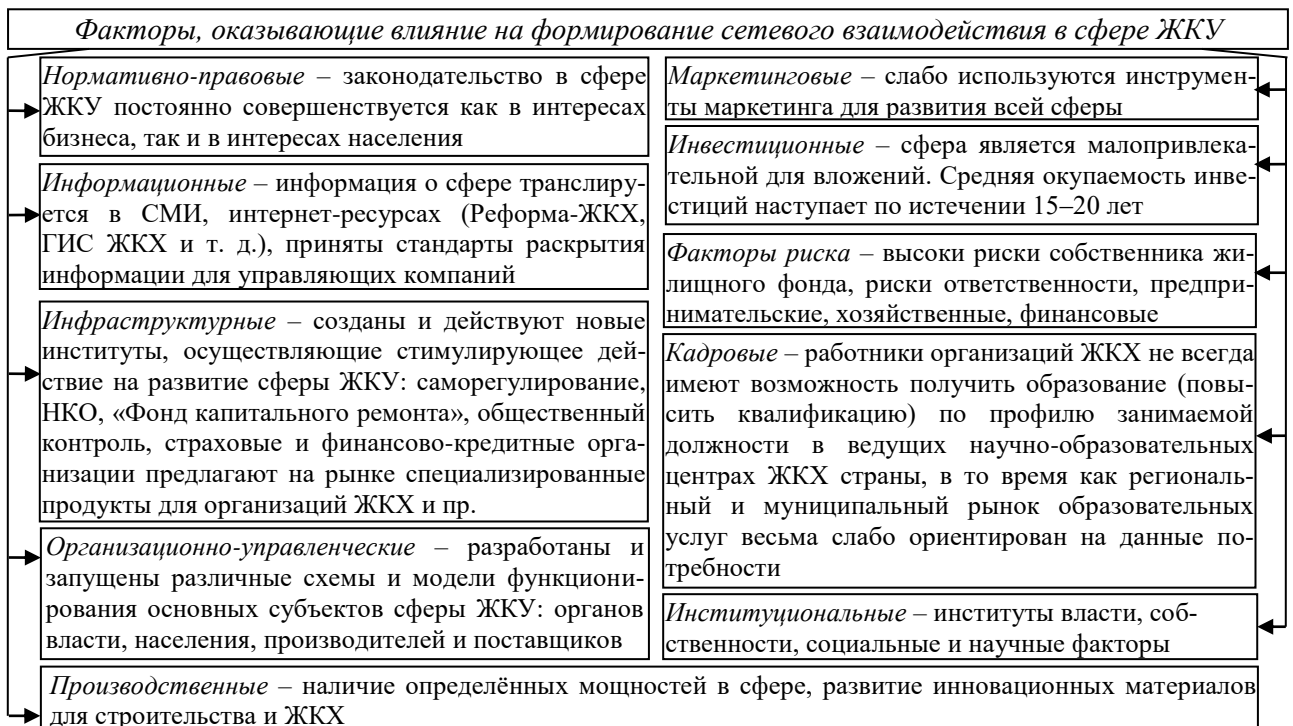 Факторы, оказывающие влияние на формирование сетевого взаимодействия в сфере ЖКУ
Нормативно-правовые – законодательство в сфере
ЖКУ постоянно совершенствуется как в интересах
бизнеса, так и в интересах населения
Информационные – информация о сфере транслиру-
ется в СМИ, интернет-ресурсах (Реформа-ЖКХ,
ГИС ЖКХ и т. д.), приняты стандарты раскрытия
информации для управляющих компаний
Инфраструктурные – созданы и действуют новые
институты, осуществляющие стимулирующее дей-
ствие на развитие сферы ЖКУ: саморегулирование,
НКО, «Фонд капитального ремонта», общественный
контроль, страховые и финансово-кредитные орга-
низации предлагают на рынке специализированные
продукты для организаций ЖКХ и пр.
Организационно-управленческие – разработаны и
запущены различные схемы и модели функциони-
рования основных субъектов сферы ЖКУ: органов
власти, населения, производителей и поставщиков
Маркетинговые – слабо используются инструмен-
ты маркетинга для развития всей сферы
Инвестиционные – сфера является малопривлека-
тельной для вложений. Средняя окупаемость инве-
стиций наступает по истечении 15–20 лет
Факторы риска – высоки риски собственника жи-
лищного фонда, риски ответственности, предпри-
нимательские, хозяйственные, финансовые
Кадровые – работники организаций ЖКХ не всегда
имеют возможность получить образование (повы-
сить квалификацию) по профилю занимаемой
должности в ведущих научно-образовательных
центрах ЖКХ страны, в то время как региональ-
ный и муниципальный рынок образовательных
услуг весьма слабо ориентирован на данные по-
требности
Институциональные – институты власти, соб-
ственности, социальные и научные факторы
Производственные – наличие определённых мощностей в сфере, развитие инновационных материалов
для строительства и ЖКХ